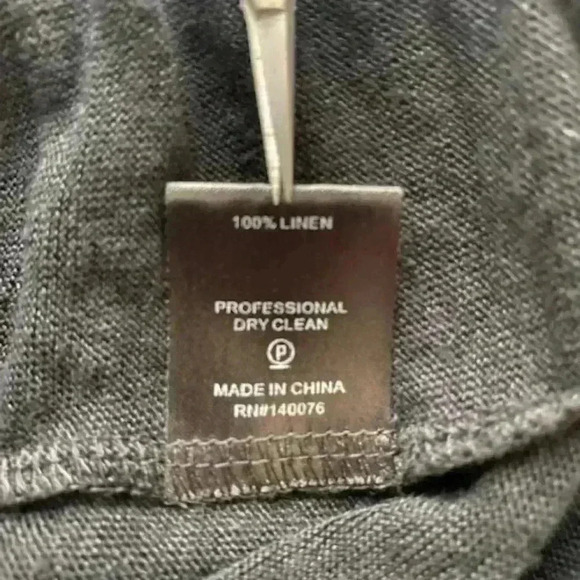 100% LINEN
PROFESSIONAL
DRY CLEAN
P
MADE IN CHINA
RN#140076